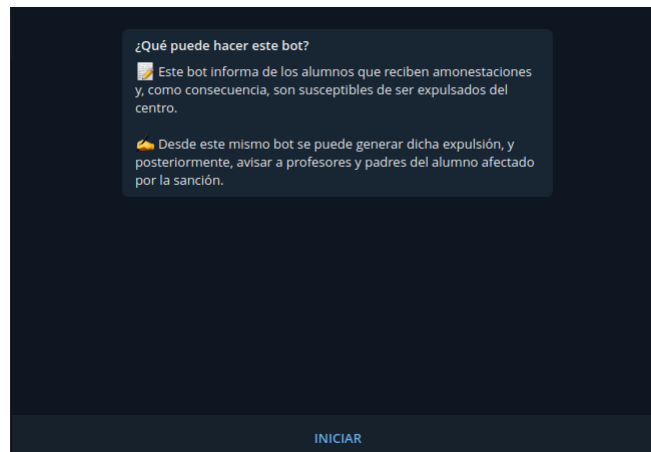 ¿Qué puede hacer este bot?
📝 Este bot informa de los alumnos que reciben amonestaciones
y, como consecuencia, son susceptibles de ser expulsados del
centro.
✍️ Desde este mismo bot se puede generar dicha expulsión, y
posteriormente, avisar a profesores y padres del alumno afectado
por la sanción.
INICIAR